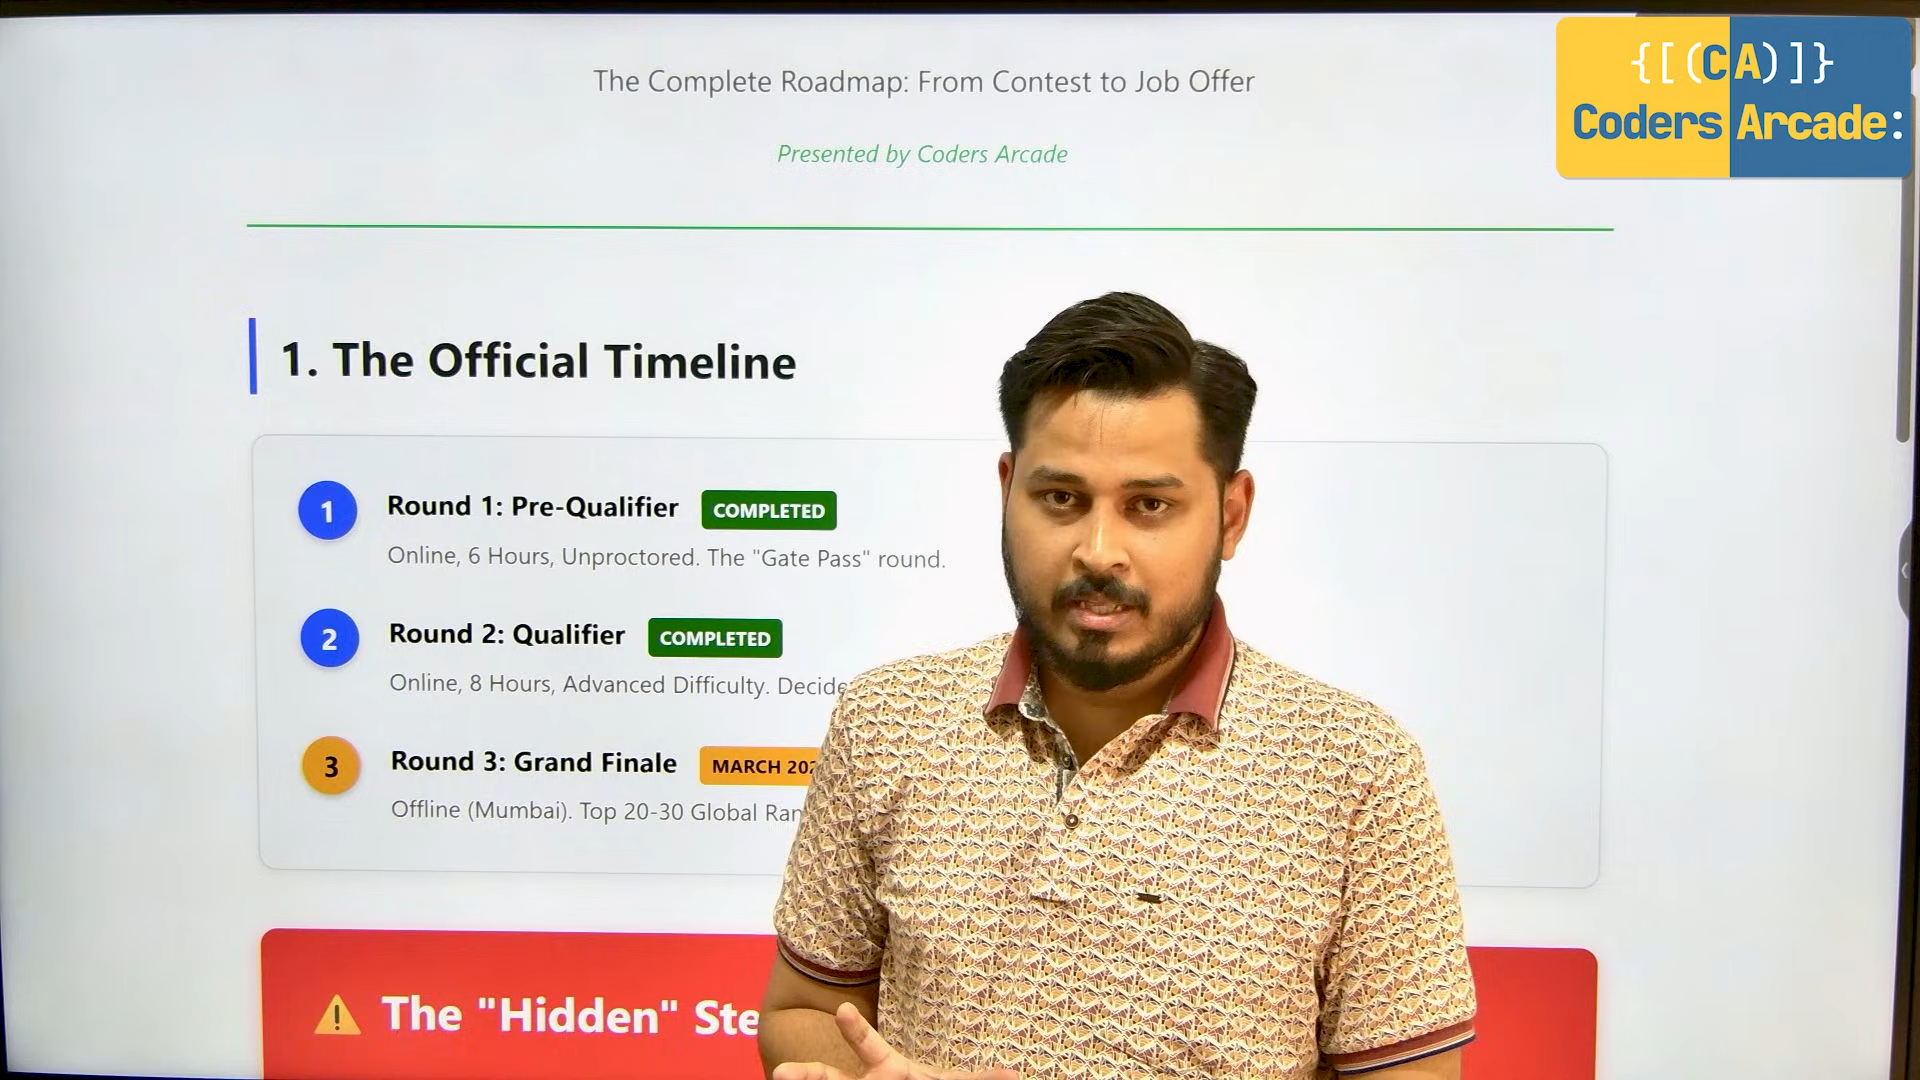 {[(CA)]}
Coders Arcade:
The Complete Roadmap: From Contest to Job Offer
Presented by Coders Arcade
1. The Official Timeline
1
Round 1: Pre-Qualifier COMPLETED
Online, 6 Hours, Unproctored. The "Gate Pass" round.
2
Round 2: Qualifier COMPLETED
Online, 8 Hours, Advanced Difficulty.
3
Round 3: Grand Finale MARCH
Offline (Mumbai). Top 20-30 Global
The "Hidden"